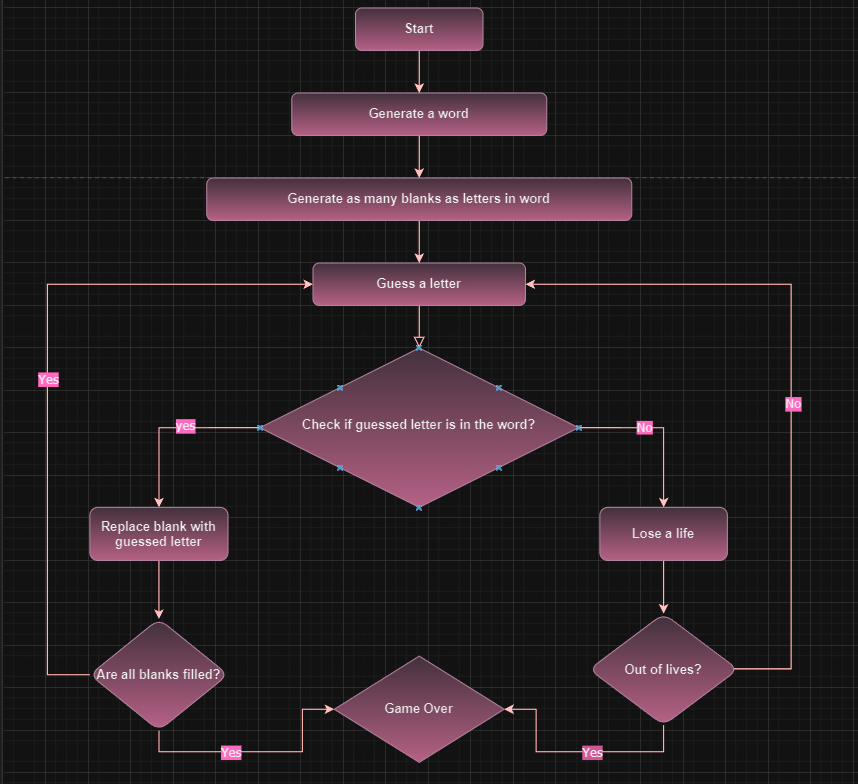 Start
Generate a word
Generate as many blanks as letters in word
Guess a letter
Yes
No
Check if guessed letter is in the word?
yes
No
Replace blank with
guessed letter
Lose a life
Are all blanks filled?
Out of lives?
Game Over
Yes
Yes